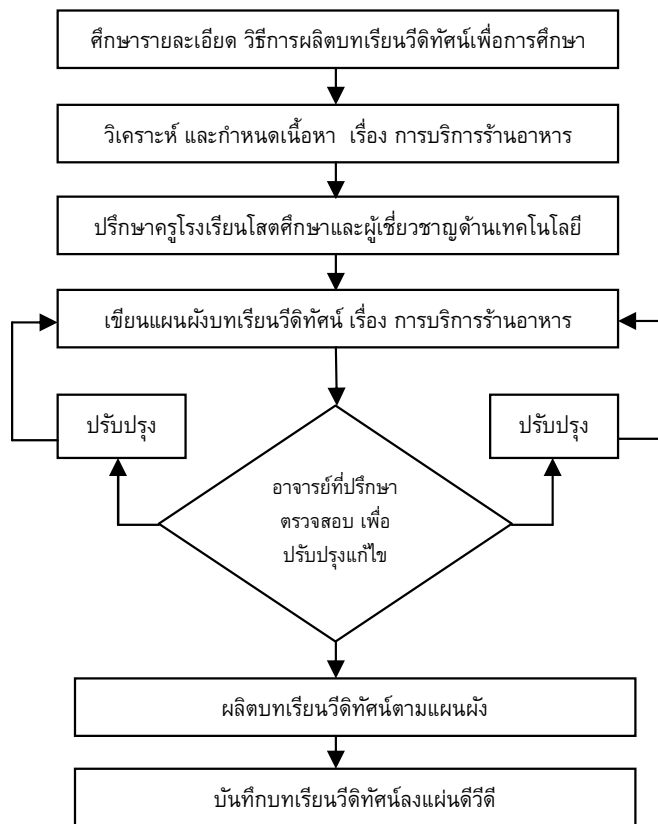 ศึกษารายละเอียด วิธีการผลิตบทเรียนวีดิทัศน์เพื่อการศึกษา
วิเคราะห์ และกำหนดเนื้อหา เรื่อง การบริการร้านอาหาร
ปรึกษาครูโรงเรียนโสตศึกษาและผู้เชี่ยวชาญด้านเทคโนโลยี
เขียนแผนผังบทเรียนวีดิทัศน์ เรื่อง การบริการร้านอาหาร
ปรับปรุง
ปรับปรุง
อาจารย์ที่ปรึกษา
ตรวจสอบ เพื่อ
ปรับปรุงแก้ไข
ผลิตบทเรียนวีดิทัศน์ตามแผนผัง
บันทึกบทเรียนวีดิทัศน์ลงแผ่นดีวีดี